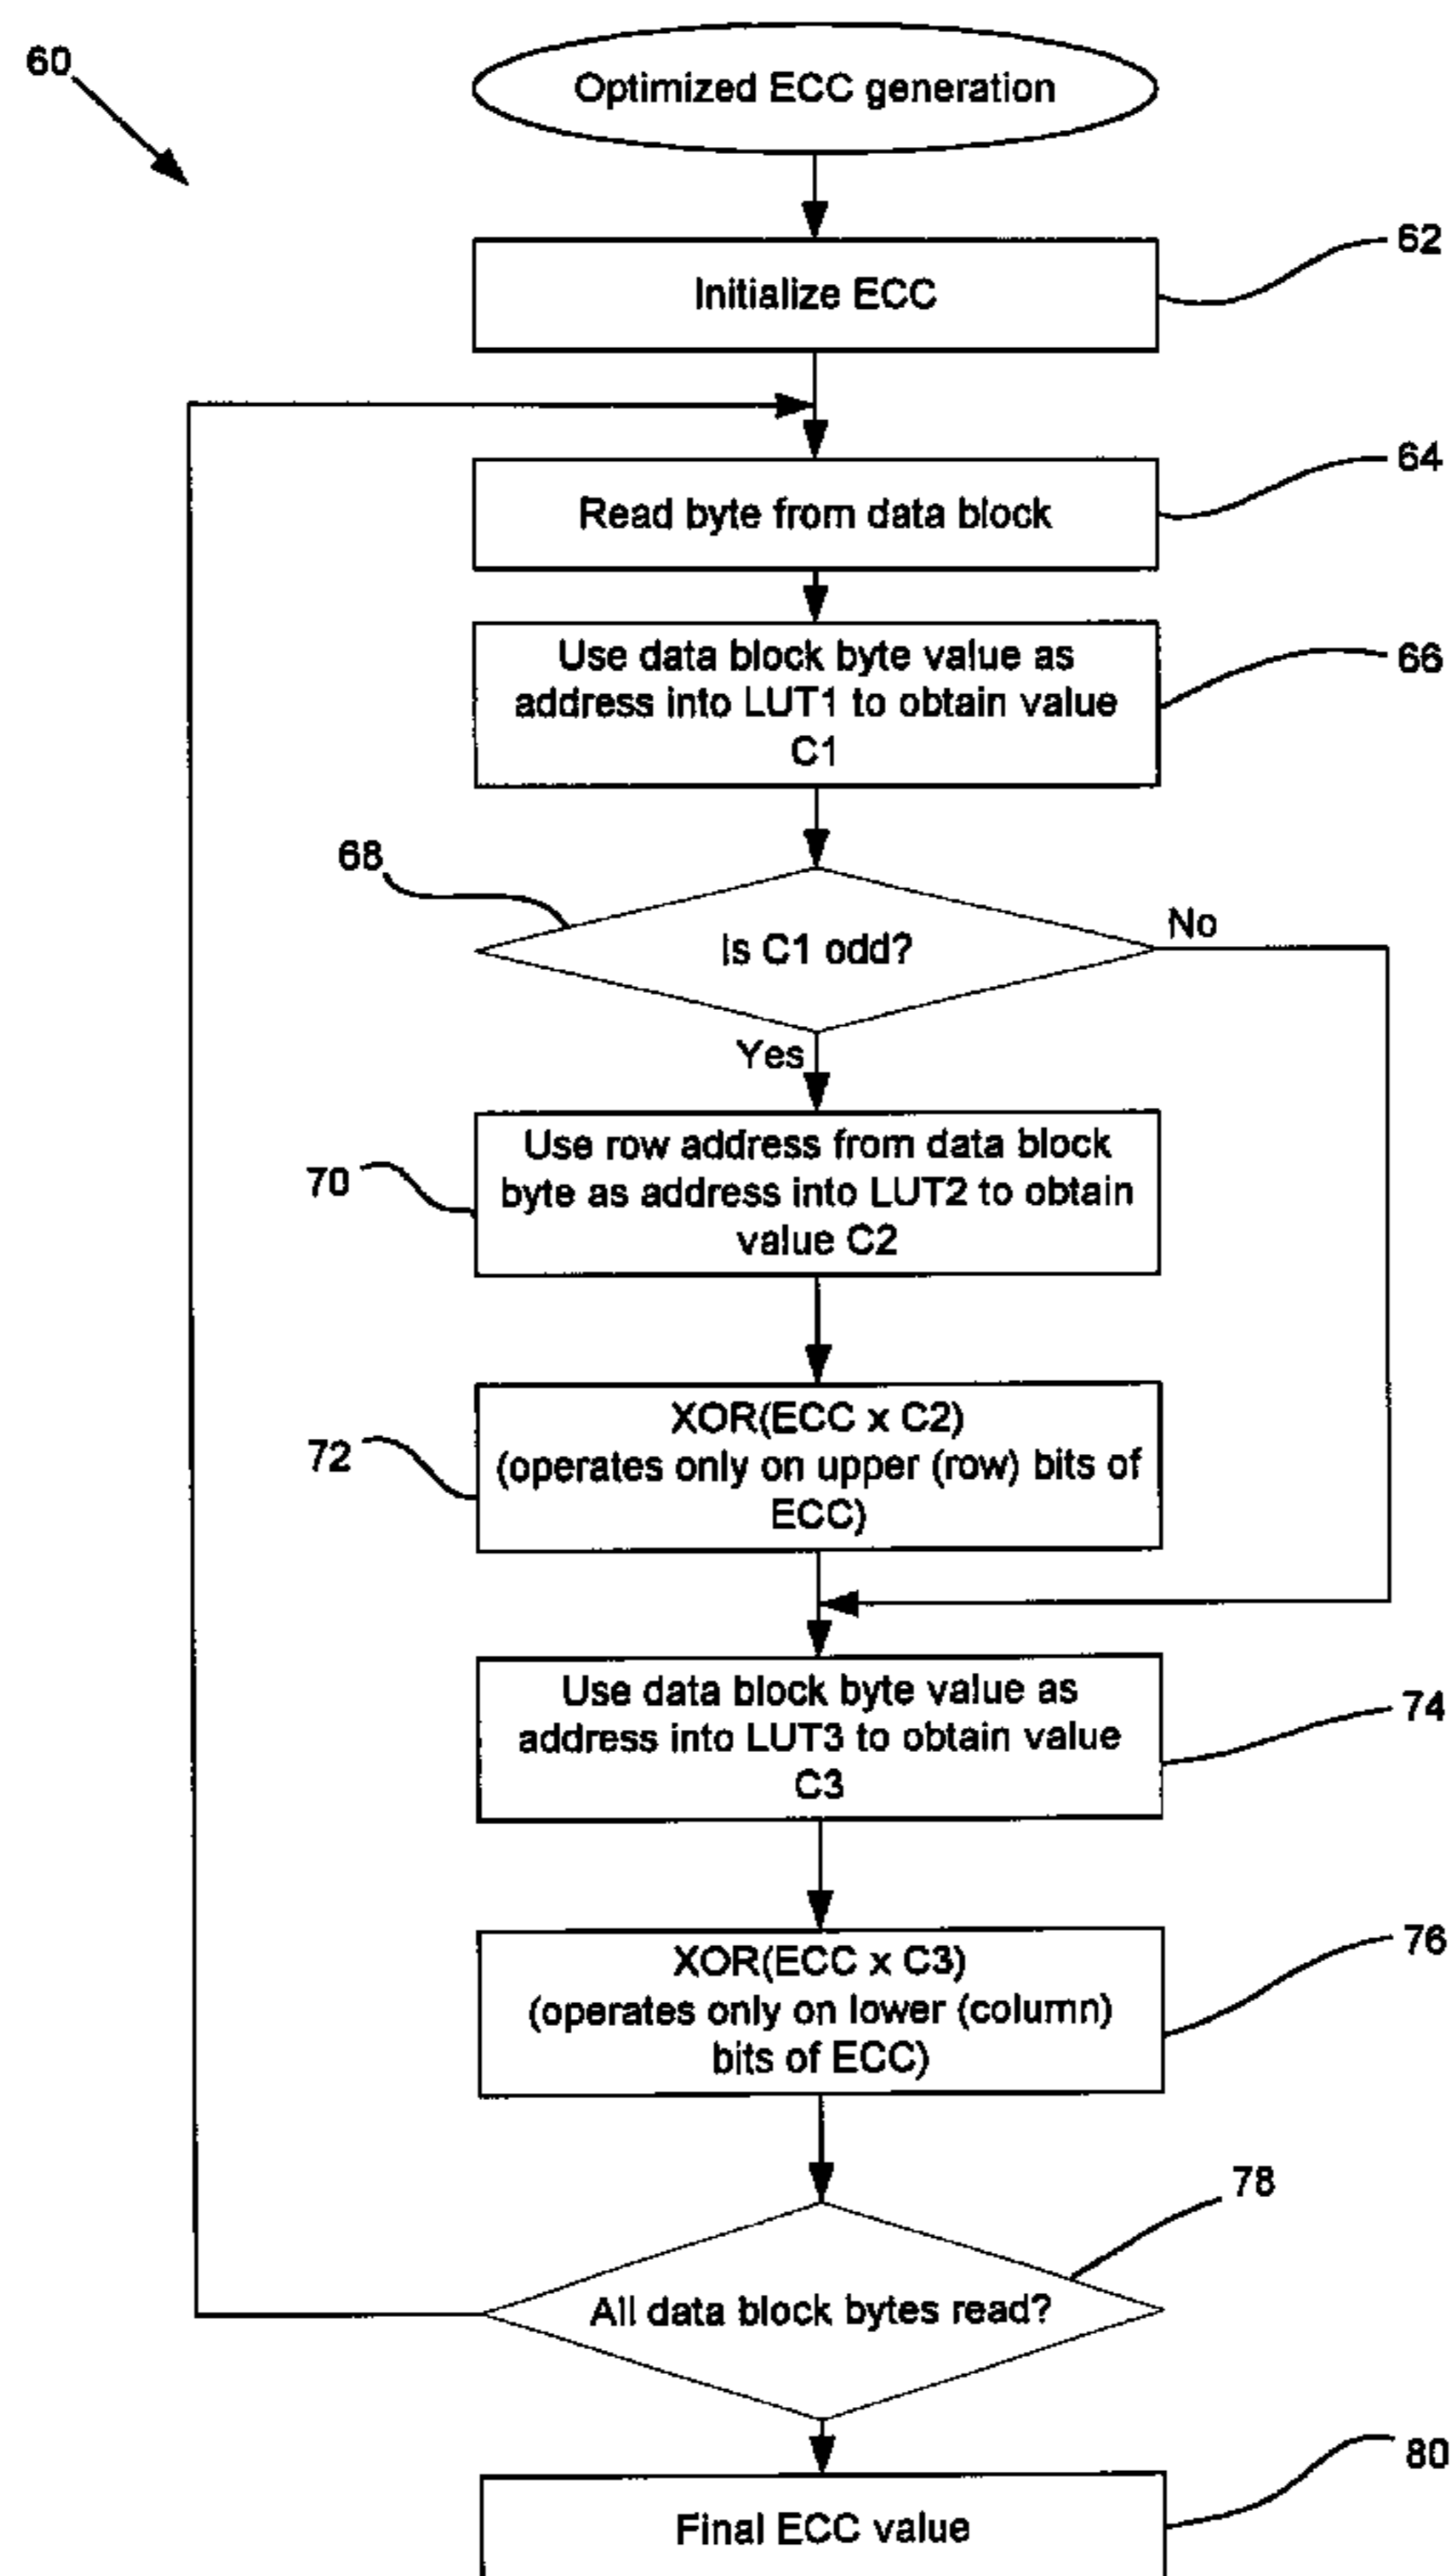 60
Optimized ECC generation
62
Initialize ECC
64
Read byte from data block
66
Use data block byte value as
address into LUT1 to obtain value
C1
68
Is C1 odd?
No
Yes
70
Use row address from data block
byte as address into LUT2 to obtain
value C2
72
XOR(ECC x C2)
(operates only on upper (row) bits of
ECC)
74
Use data block byte value as
address into LUT3 to obtain value
C3
76
XOR(ECC x C3)
(operates only on lower (column)
bits of ECC)
78
All data block bytes read?
80
Final ECC value